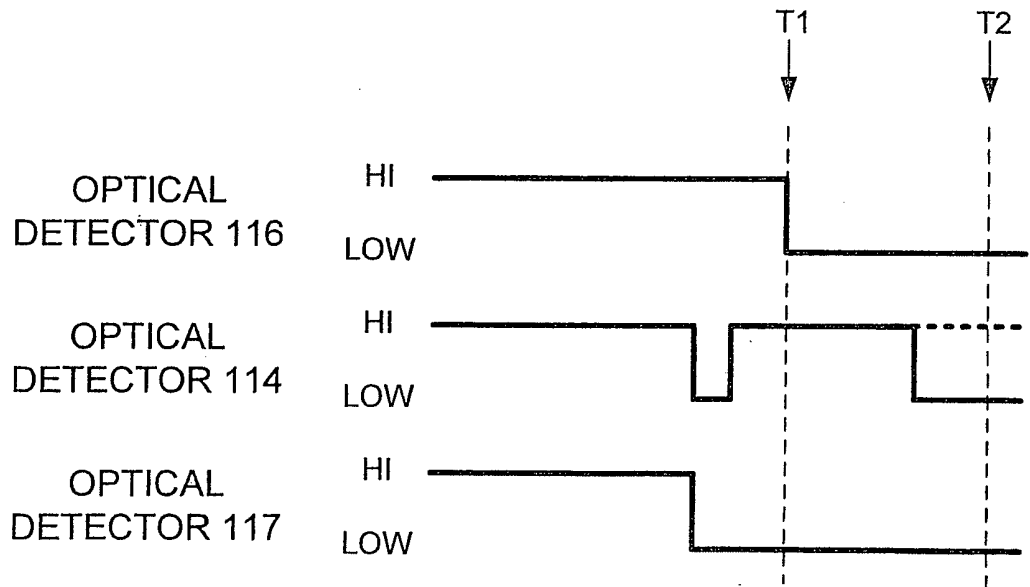 T1 T2
OPTICAL
DETECTOR 116
HI
LOW
OPTICAL
DETECTOR 114
HI
LOW
OPTICAL
DETECTOR 117
HI
LOW